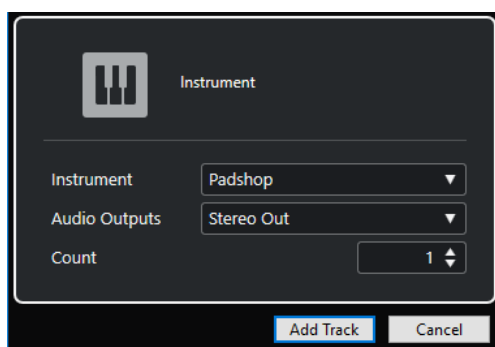 Instrument
Instrument Padshop
Audio Outputs Stereo Out
Count 1
Add Track Cancel